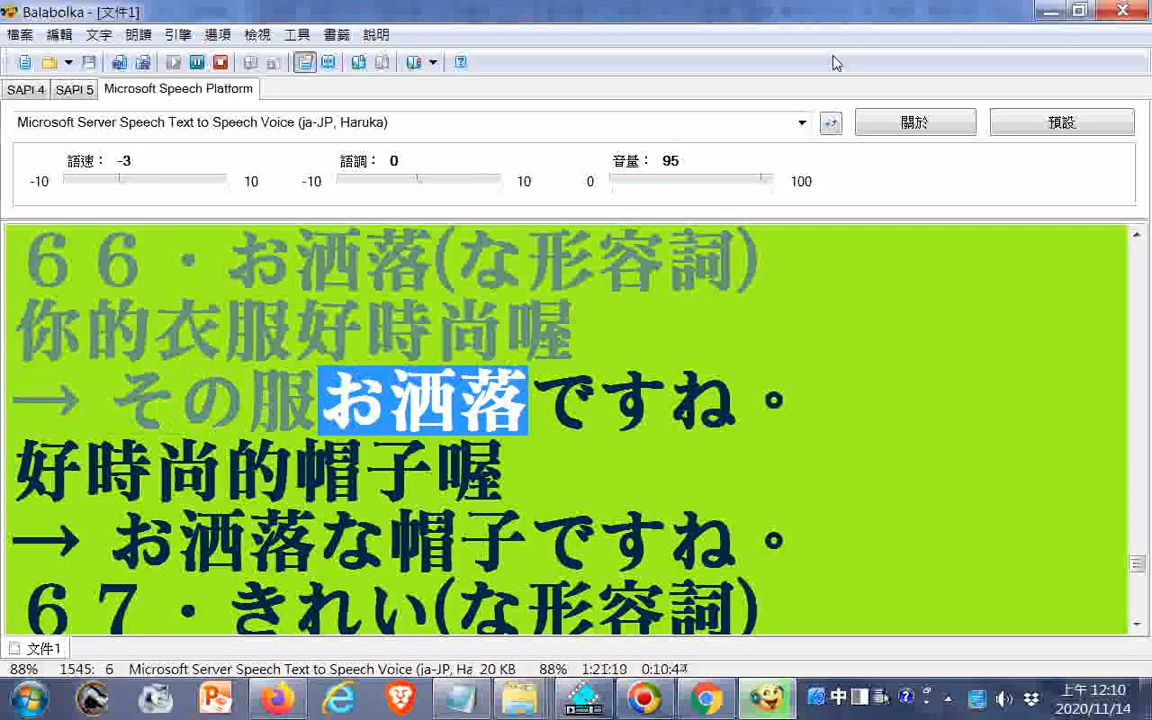 Balabolka - [文件1]
檔案 編輯 文字 朗讀 引擎 選項 檢視 工具 書籤 說明
SAPI 4 SAPI 5 Microsoft Speech Platform
Microsoft Server Speech Text to Speech Voice (ja-JP, Haruka) 關於 預設
語速： -3 語調： 0 音量： 95
-10 10 -10 10 0 100
６６．お洒落(な形容詞)
你的衣服好時尚喔
→ その服お洒落ですね。
好時尚的帽子喔
→ お洒落な帽子ですね。
６７．きれい(な形容詞)
文件1
88% 1545: 6 Microsoft Server Speech Text to Speech Voice (ja-JP, Ha 20 KB 88%
中 上午 12:10
2020/11/14